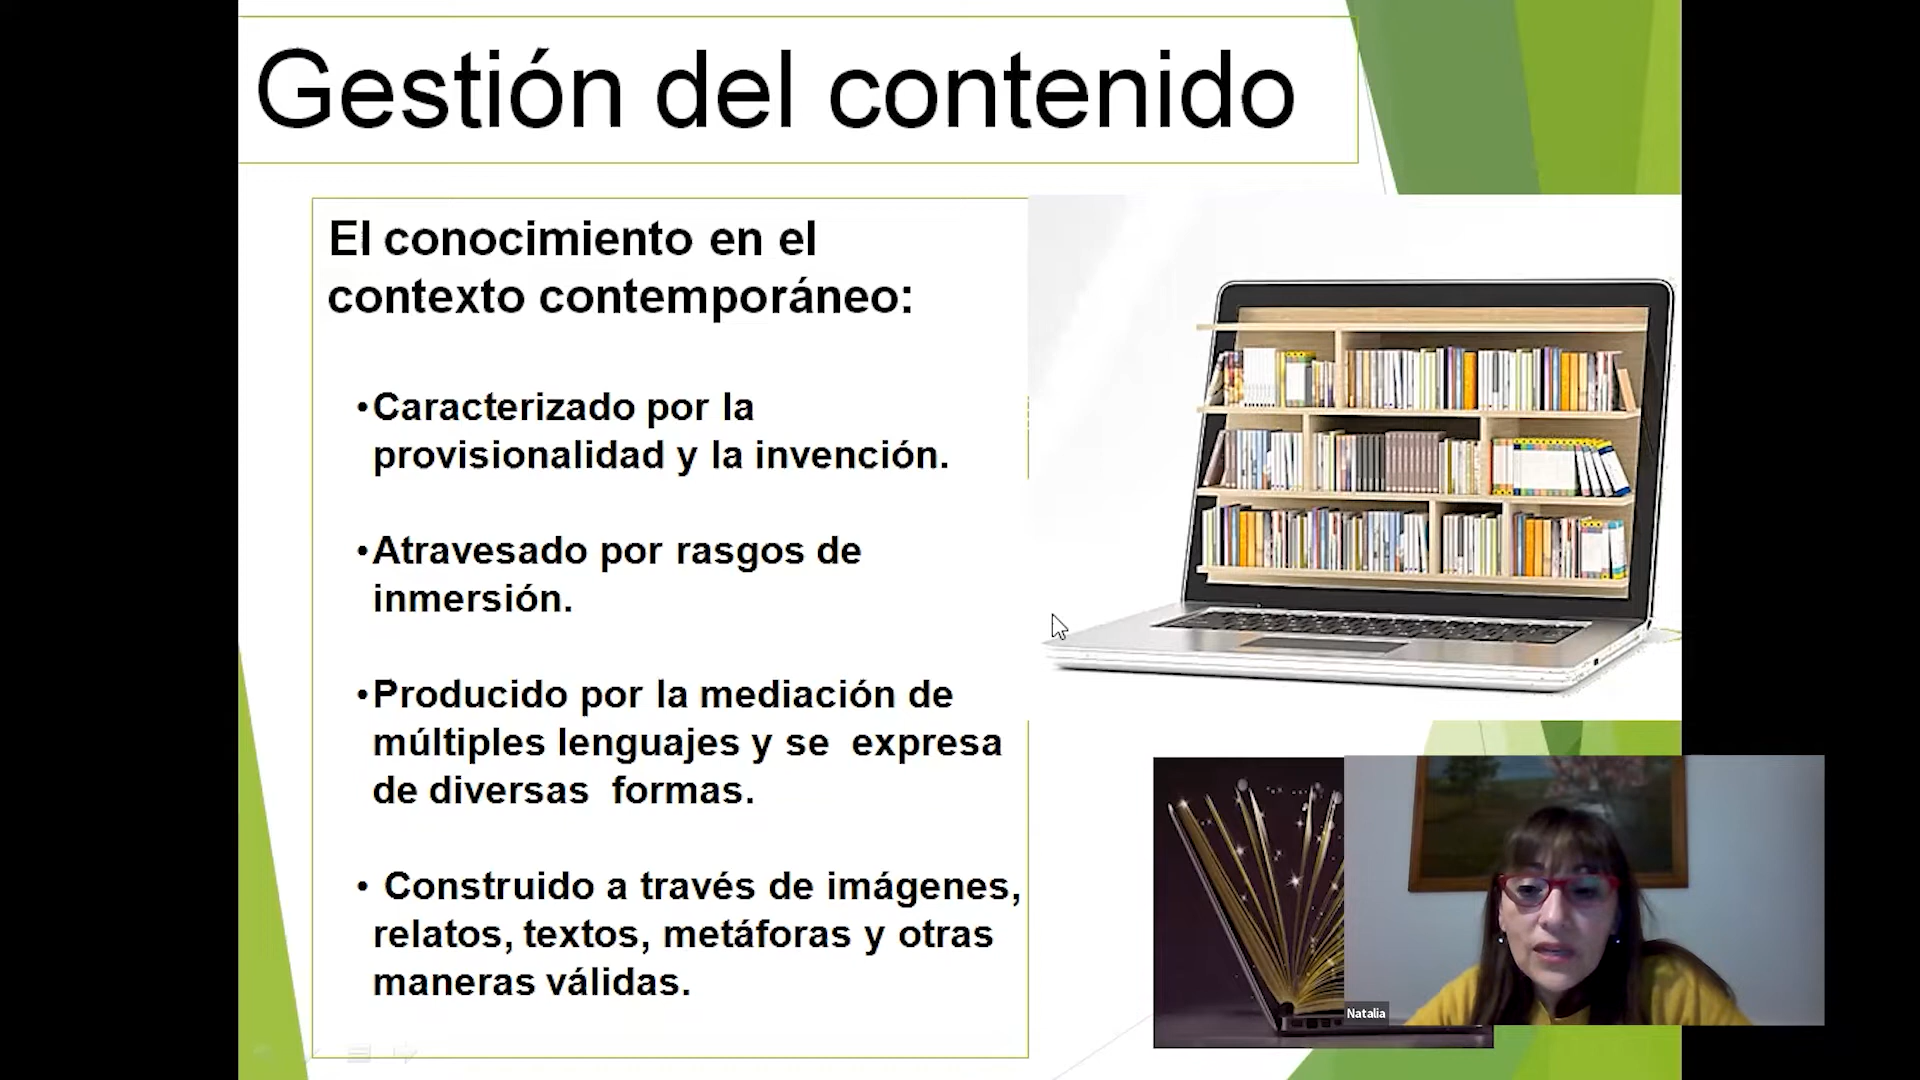 Gestión del contenido
El conocimiento en el
contexto contemporáneo:
•Caracterizado por la
provisionalidad y la invención.
•Atravesado por rasgos de
inmersión.
•Producido por la mediación de
múltiples lenguajes y se expresa
de diversas formas.
• Construido a través de imágenes,
relatos, textos, metáforas y otras
maneras válidas.
Natalia